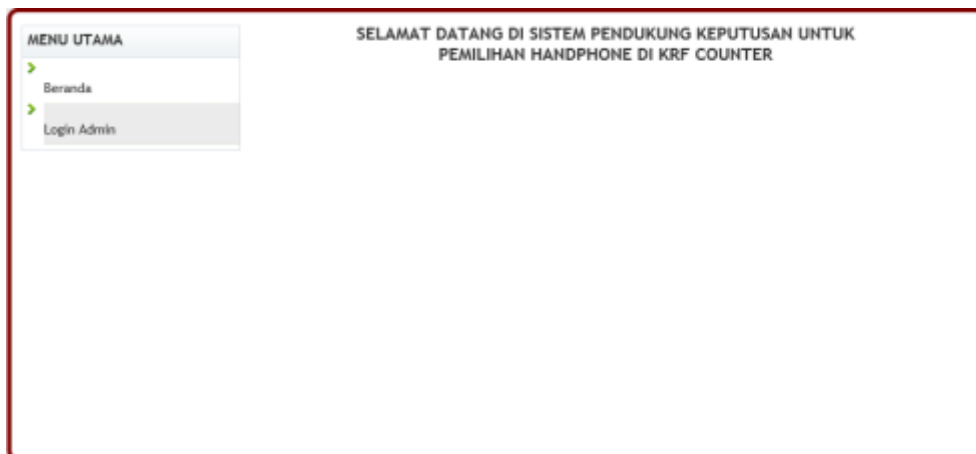 MENU UTAMA
Beranda
Login Admin
SELAMAT DATANG DI SISTEM PENDUKUNG KEPUTUSAN UNTUK
PEMILIHAN HANDPHONE DI KRF COUNTER